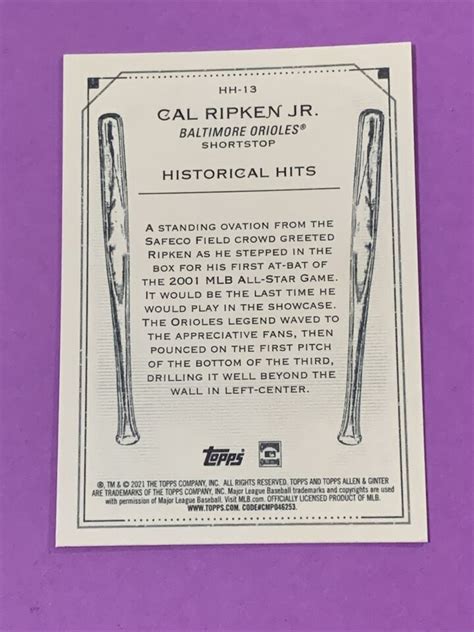 HH-13
CAL RIPKEN JR.
BALTIMORE ORIOLES®
SHORTSTOP
HISTORICAL HITS
A STANDING OVATION FROM THE
SAFECO FIELD CROWD GREETED
RIPKEN AS HE STEPPED IN THE
BOX FOR HIS FIRST AT-BAT OF
THE 2001 MLB ALL-STAR GAME.
IT WOULD BE THE LAST TIME HE
WOULD PLAY IN THE SHOWCASE.
THE ORIOLES LEGEND WAVED TO
THE APPRECIATIVE FANS, THEN
POUNCED ON THE FIRST PITCH
OF THE BOTTOM OF THE THIRD,
DRILLING IT WELL BEYOND THE
WALL IN LEFT-CENTER.
Topps
®, TM & © 2021 THE TOPPS COMPANY, INC. ALL RIGHTS RESERVED. TOPPS AND TOPPS ALLEN & GINTER
ARE TRADEMARKS OF THE TOPPS COMPANY, INC. Major League Baseball trademarks and copyrights are used
with permission of Major League Baseball. Visit MLB.com. OFFICIALLY LICENSED PRODUCT OF MLB.
WWW.TOPPS.COM. CODE#CMP046253.